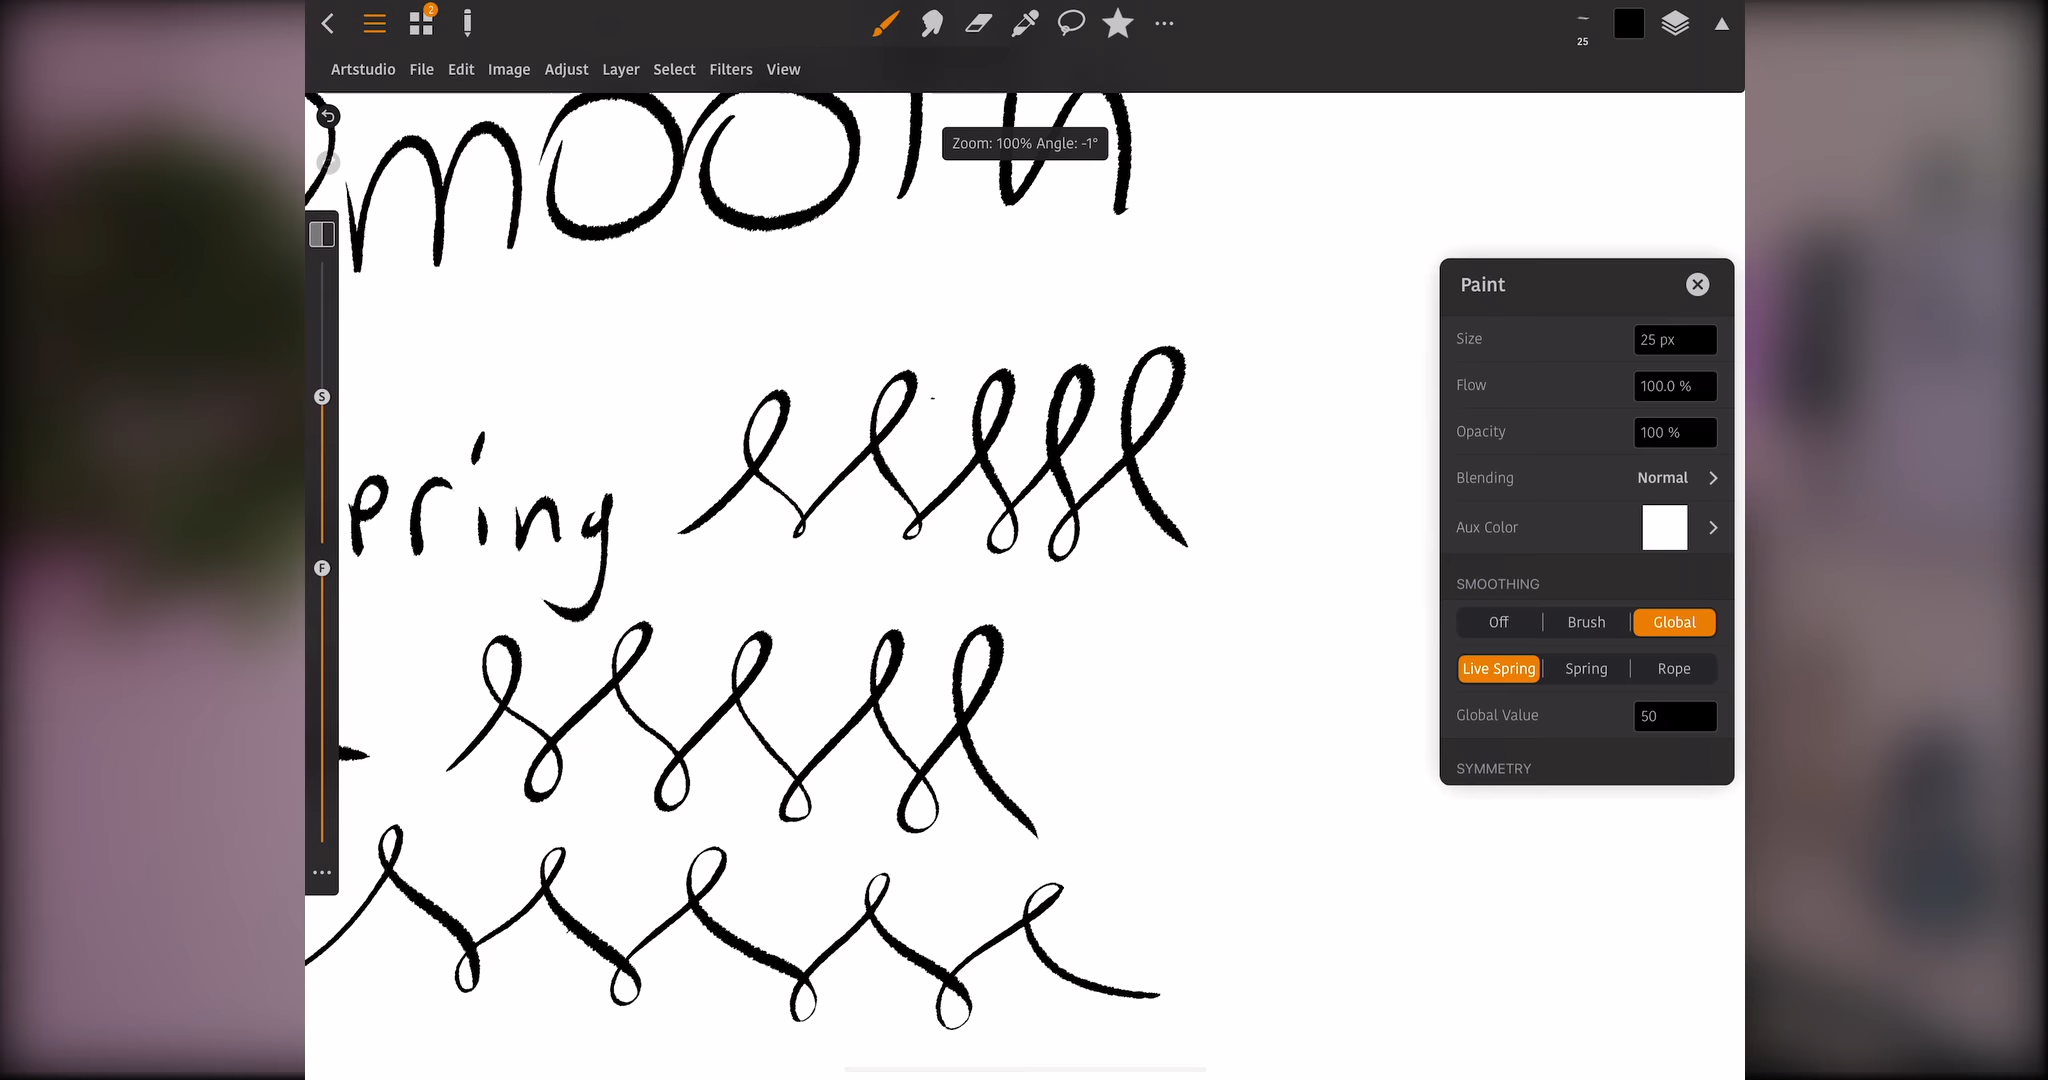 2
25
Artstudio File Edit Image Adjust Layer Select Filters View
Zoom: 100% Angle: -1°
Paint
Size 25 px
Flow 100.0 %
Opacity 100 %
Blending Normal
Aux Color
SMOOTHING
Off Brush Global
Live Spring Spring Rope
Global Value 50
SYMMETRY
S
F
mooth
pring